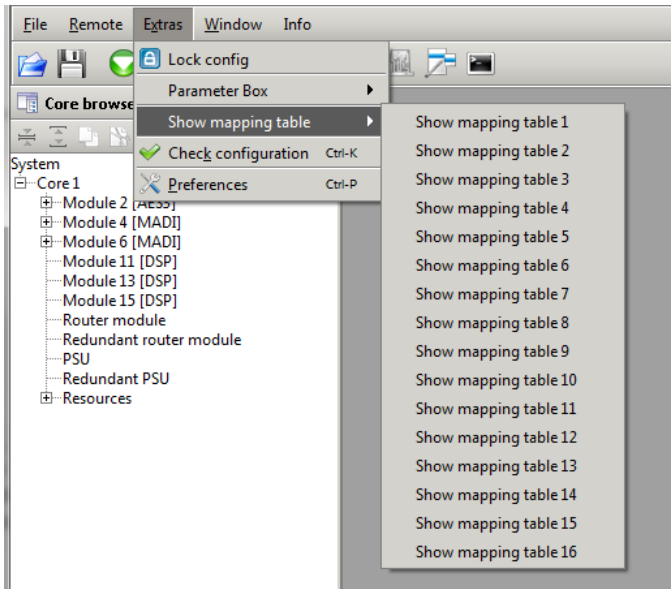 File Remote Extras Window Info
Lock config
Parameter Box
Show mapping table
Check configuration Ctrl-K
Preferences Ctrl-P
Core browse
System
Core 1
Module 2 [AES3]
Module 4 [MADI]
Module 6 [MADI]
Module 11 [DSP]
Module 13 [DSP]
Module 15 [DSP]
Router module
Redundant router module
PSU
Redundant PSU
Resources
Show mapping table 1
Show mapping table 2
Show mapping table 3
Show mapping table 4
Show mapping table 5
Show mapping table 6
Show mapping table 7
Show mapping table 8
Show mapping table 9
Show mapping table 10
Show mapping table 11
Show mapping table 12
Show mapping table 13
Show mapping table 14
Show mapping table 15
Show mapping table 16